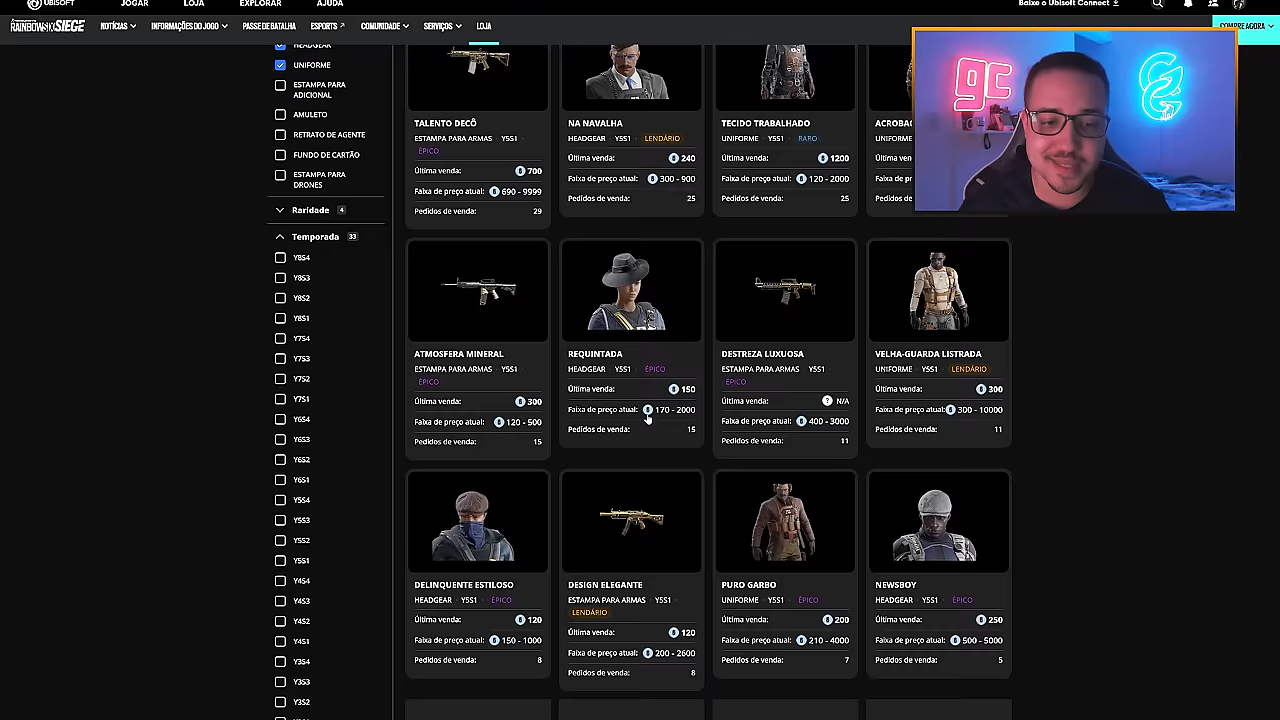 UBISOFT
JOGAR
LOJA
EXPLORAR
AJUDA
Baixe o Ubisoft Connect
RAINBOW SIX SIEGE
NOTÍCIAS
INFORMAÇÕES DO JOGO
PASSE DE BATALHA
ESPORTS
COMUNIDADE
SERVIÇOS
LOJA
COMPRE AGORA
HEADGEAR
UNIFORME
ESTAMPA PARA
ADICIONAL
AMULETO
RETRATO DE AGENTE
FUNDO DE CARTÃO
ESTAMPA PARA
DRONES
Raridade 4
Temporada 33
Y8S4
Y8S3
Y8S2
Y8S1
Y7S4
Y7S3
Y7S2
Y7S1
Y6S4
Y6S3
Y6S2
Y6S1
Y5S4
Y5S3
Y5S2
Y5S1
Y4S4
Y4S3
Y4S2
Y4S1
Y3S4
Y3S3
Y3S2
TALENTO DECÔ
ESTAMPA PARA ARMAS · Y5S1 ·
ÉPICO
Última venda: 700
Faixa de preço atual: 690 - 9999
Pedidos de venda: 29
NA NAVALHA
HEADGEAR · Y5S1 · LENDÁRIO
Última venda: 240
Faixa de preço atual: 300 - 900
Pedidos de venda: 25
TECIDO TRABALHADO
UNIFORME · Y5S1 · RARO
Última venda: 1200
Faixa de preço atual: 120 - 2000
Pedidos de venda: 25
ACROBA
UNIFORME
Última venda:
Faixa de preço
Pedidos de
gc
ATMOSFERA MINERAL
ESTAMPA PARA ARMAS · Y5S1 ·
ÉPICO
Última venda: 300
Faixa de preço atual: 120 - 500
Pedidos de venda: 15
REQUINTADA
HEADGEAR · Y5S1 · ÉPICO
Última venda: 150
Faixa de preço atual: 170 - 2000
Pedidos de venda: 15
DESTREZA LUXUOSA
ESTAMPA PARA ARMAS · Y5S1 ·
ÉPICO
Última venda: ? N/A
Faixa de preço atual: 400 - 3000
Pedidos de venda: 11
VELHA-GUARDA LISTRADA
UNIFORME · Y5S1 · LENDÁRIO
Última venda: 300
Faixa de preço atual: 300 - 10000
Pedidos de venda: 11
DELINQUENTE ESTILOSO
HEADGEAR · Y5S1 · ÉPICO
Última venda: 120
Faixa de preço atual: 150 - 1000
Pedidos de venda: 8
DESIGN ELEGANTE
ESTAMPA PARA ARMAS · Y5S1 ·
LENDÁRIO
Última venda: 120
Faixa de preço atual: 200 - 2600
Pedidos de venda: 8
PURO GARBO
UNIFORME · Y5S1 · ÉPICO
Última venda: 200
Faixa de preço atual: 210 - 4000
Pedidos de venda: 7
NEWSBOY
HEADGEAR · Y5S1 · ÉPICO
Última venda: 250
Faixa de preço atual: 500 - 5000
Pedidos de venda: 5